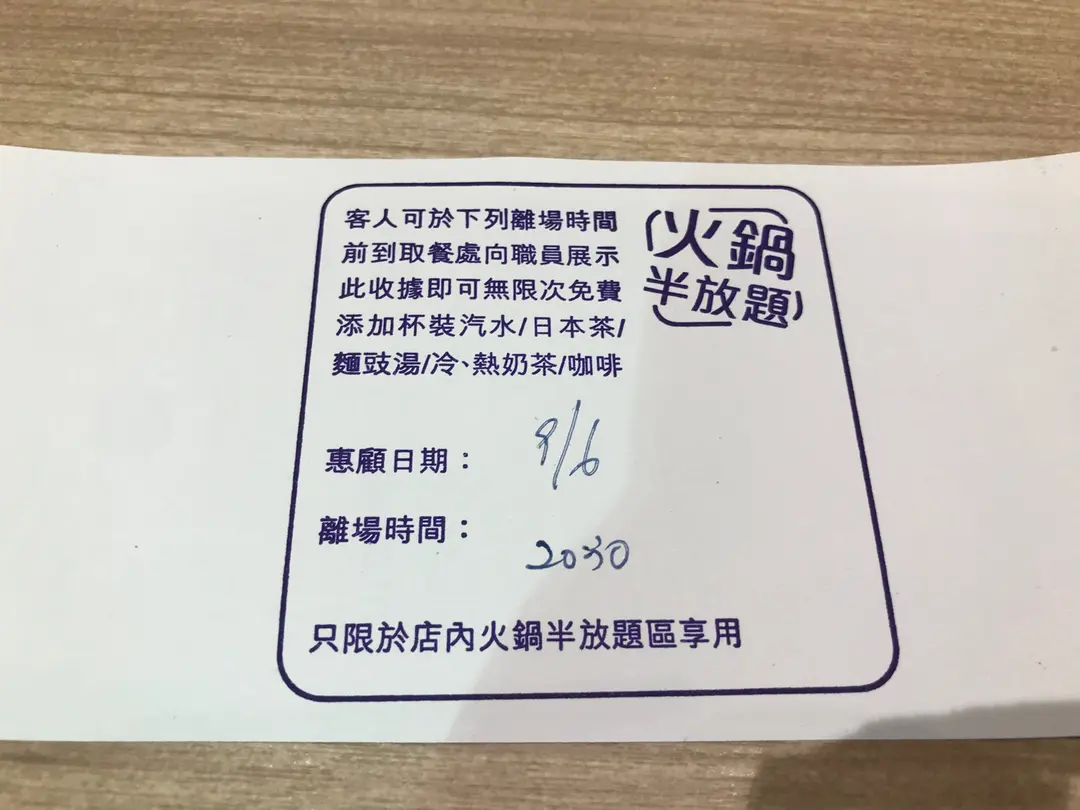 客人可於下列離場時間
前到取餐處向職員展示
此收據即可無限次免費
添加杯裝汽水/日本茶/
麵豉湯/冷、熱奶茶/咖啡
火鍋
半放題
惠顧日期： 9/6
離場時間： 2030
只限於店內火鍋半放題區享用